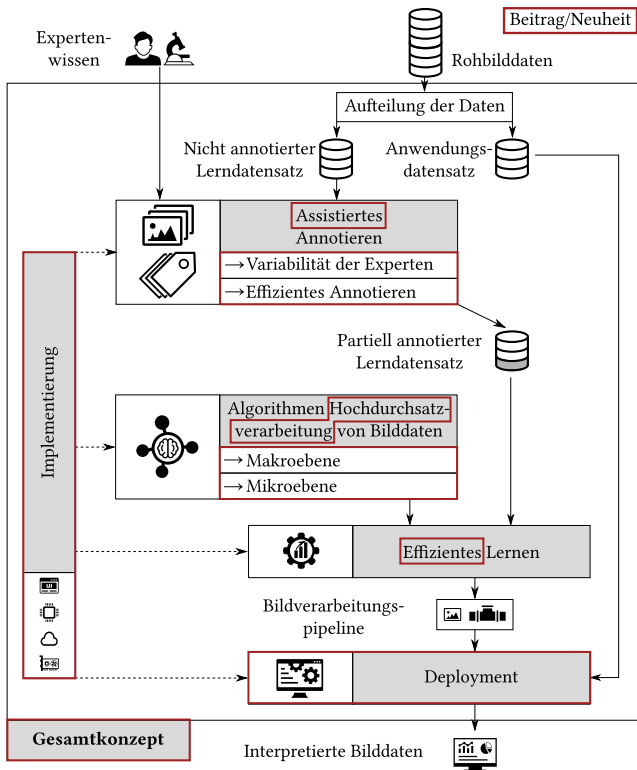 Beitrag/Neuheit
Experten-
wissen
Rohbilddaten
Aufteilung der Daten
Nicht annotierter
Lerndatensatz
Anwendungs-
datensatz
Assistiertes
Annotieren
→Variabilität der Experten
→Effizientes Annotieren
Partiell annotierter
Lerndatensatz
Implementierung
Algorithmen Hochdurchsatz-
verarbeitung von Bilddaten
→Makroebene
→Mikroebene
Effizientes Lernen
UI
Bildverarbeitungs-
pipeline
Deployment
Gesamtkonzept
Interpretierte Bilddaten